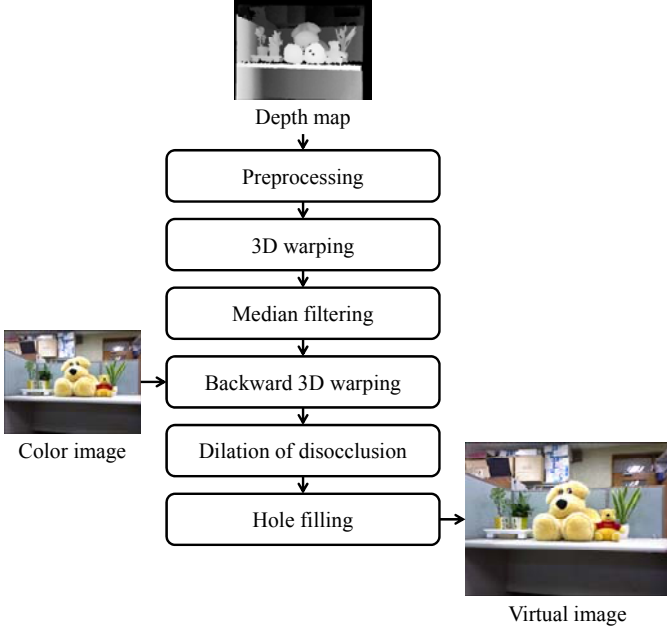 Depth map
Preprocessing
3D warping
Median filtering
Backward 3D warping
Color image
Dilation of disocclusion
Hole filling
Virtual image